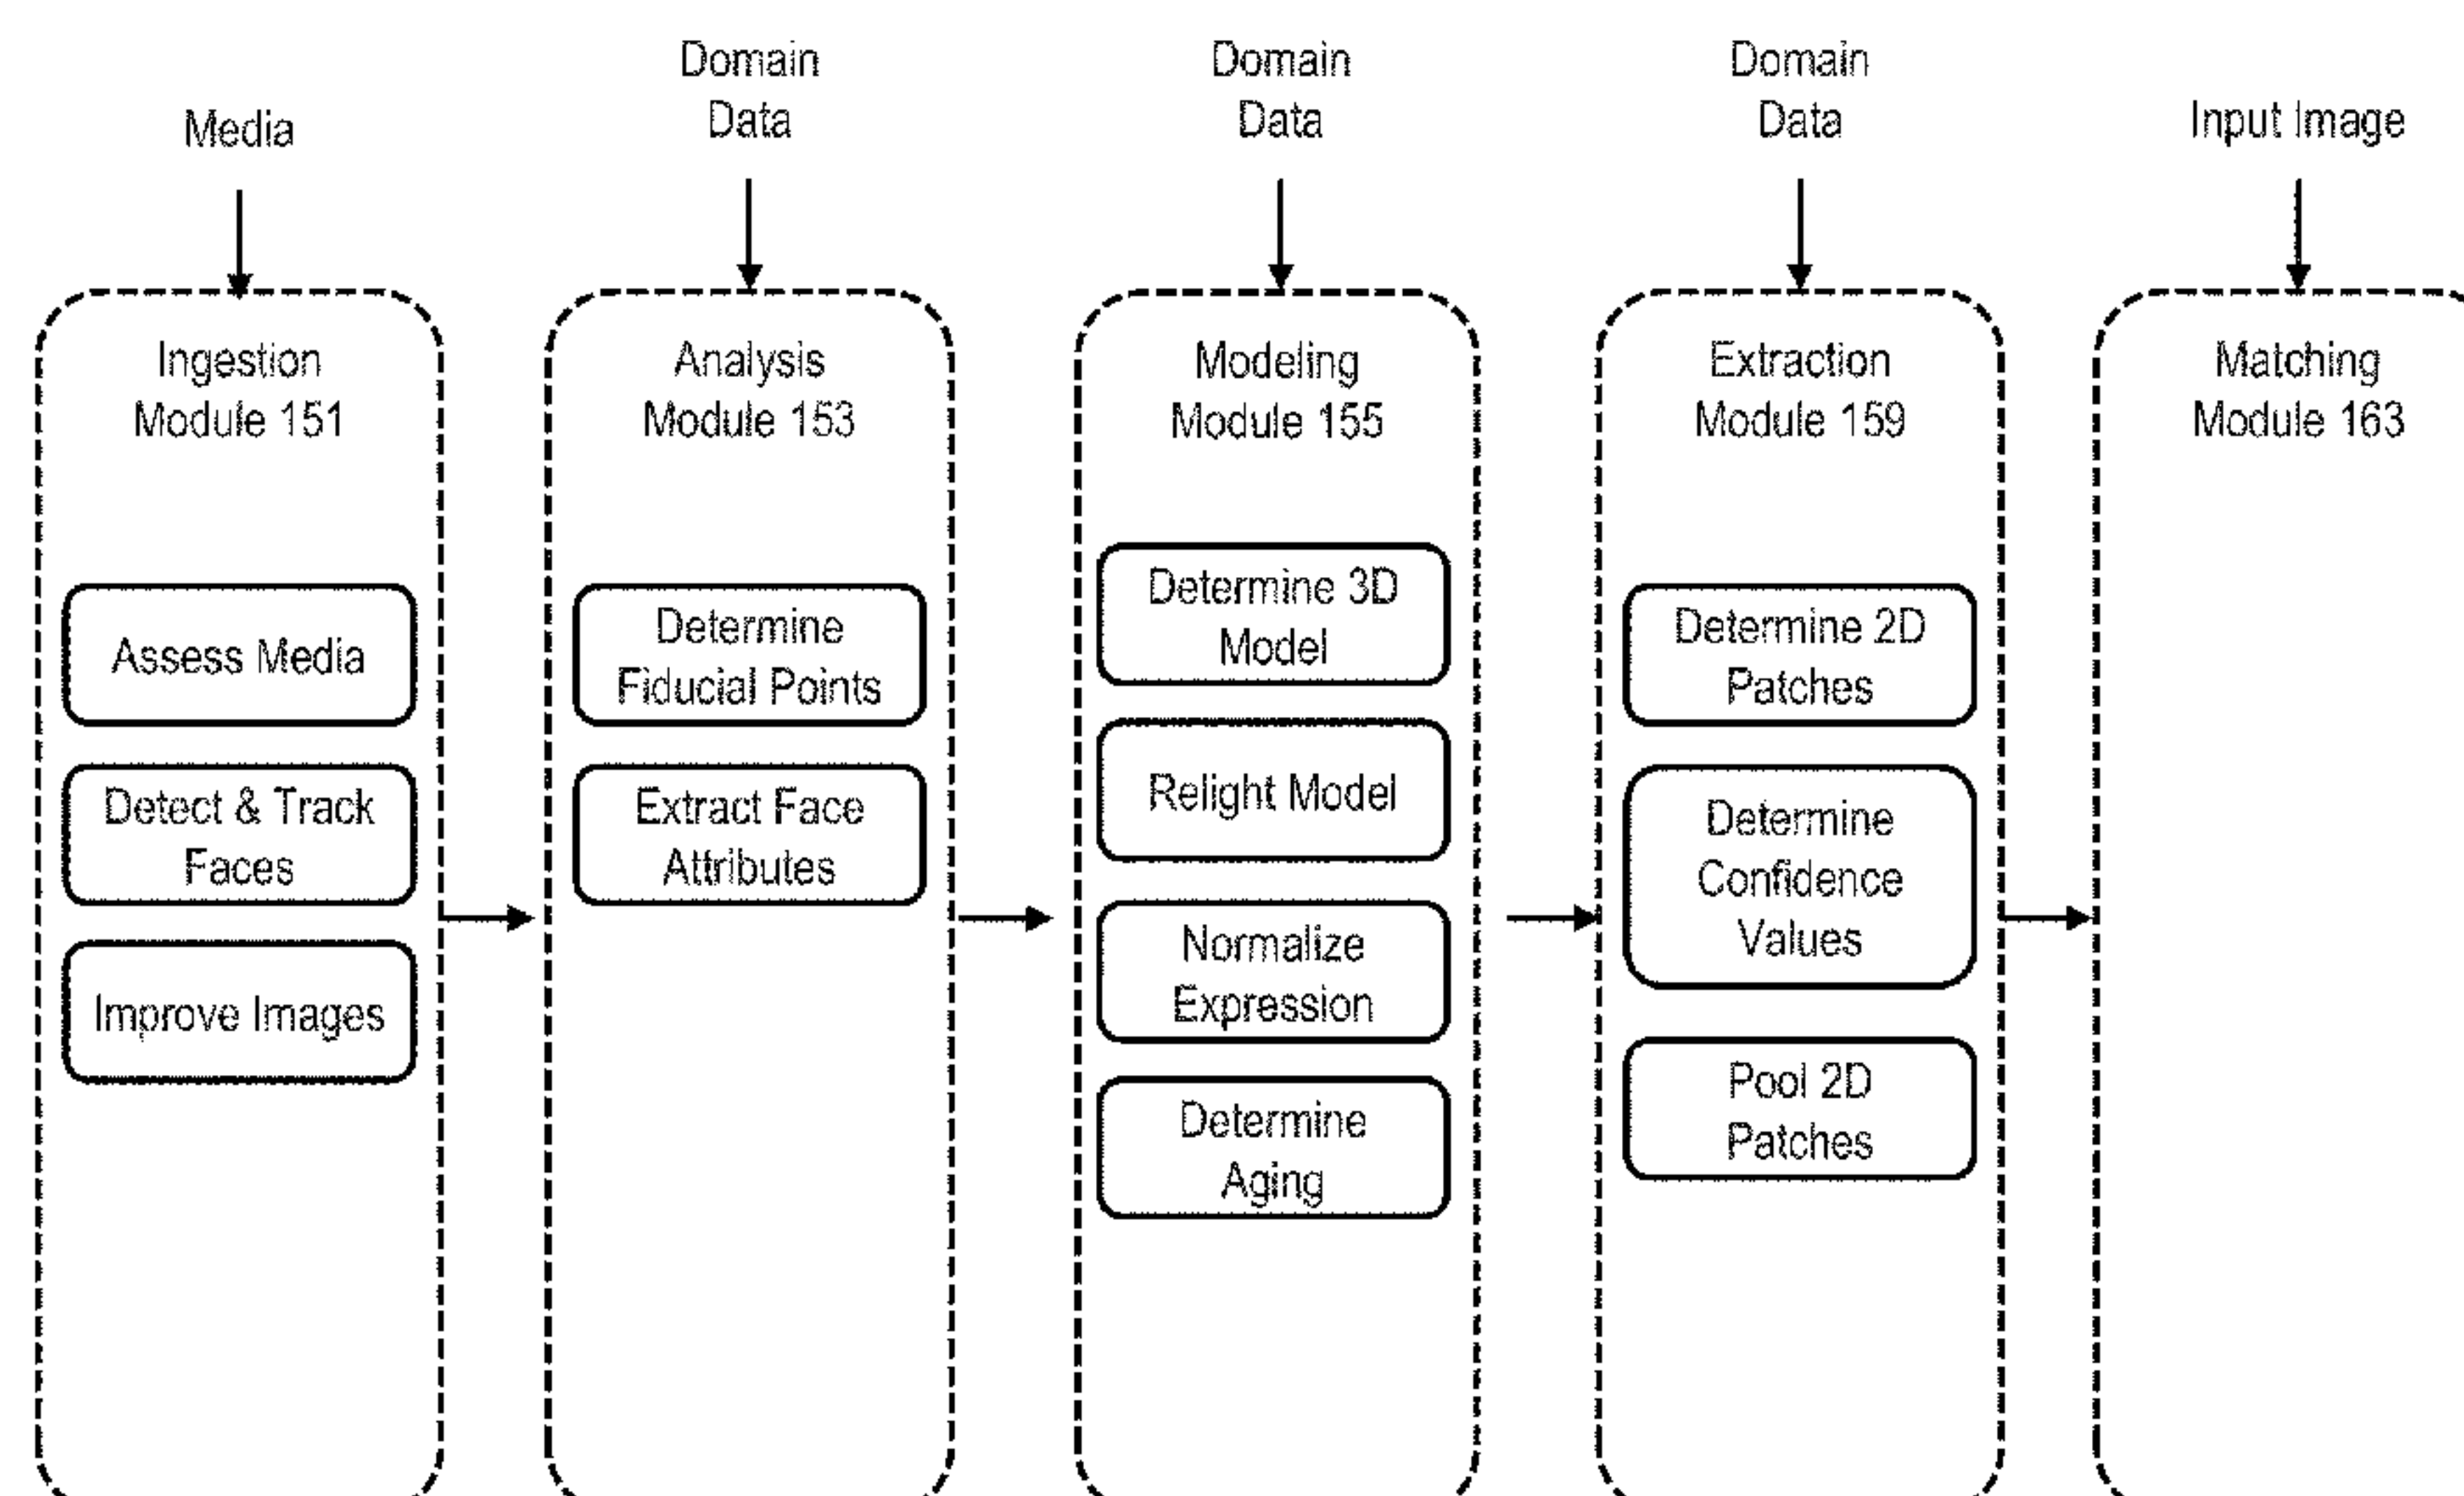 Media
Domain
Data
Domain
Data
Domain
Data
Input Image
Ingestion
Module 151
Assess Media
Detect & Track
Faces
Improve Images
Analysis
Module 153
Determine
Fiducial Points
Extract Face
Attributes
Modeling
Module 155
Determine 3D
Model
Relight Model
Normalize
Expression
Determine
Aging
Extraction
Module 159
Determine 2D
Patches
Determine
Confidence
Values
Pool 2D
Patches
Matching
Module 163